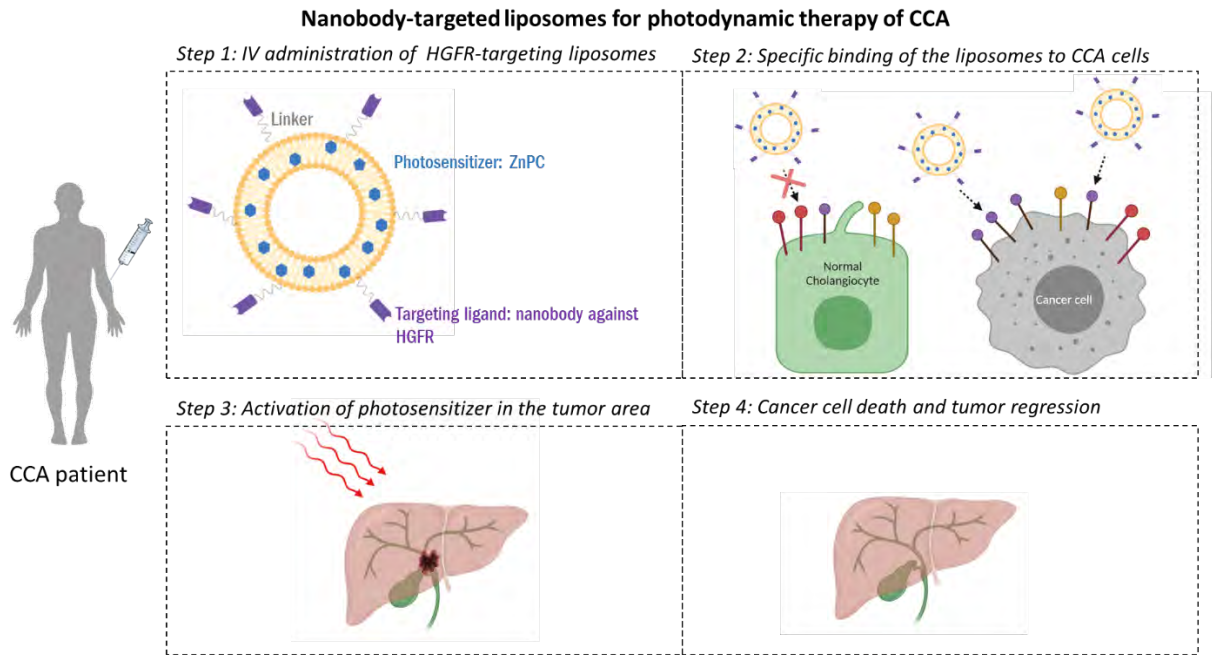 Nanobody-targeted liposomes for photodynamic therapy of CCA
Step 1: IV administration of HGFR-targeting liposomes
Linker
Photosensitizer: ZnPC
Targeting ligand: nanobody against
HGFR
Step 2: Specific binding of the liposomes to CCA cells
Normal
Cholangiocyte
Cancer cell
CCA patient
Step 3: Activation of photosensitizer in the tumor area
Step 4: Cancer cell death and tumor regression